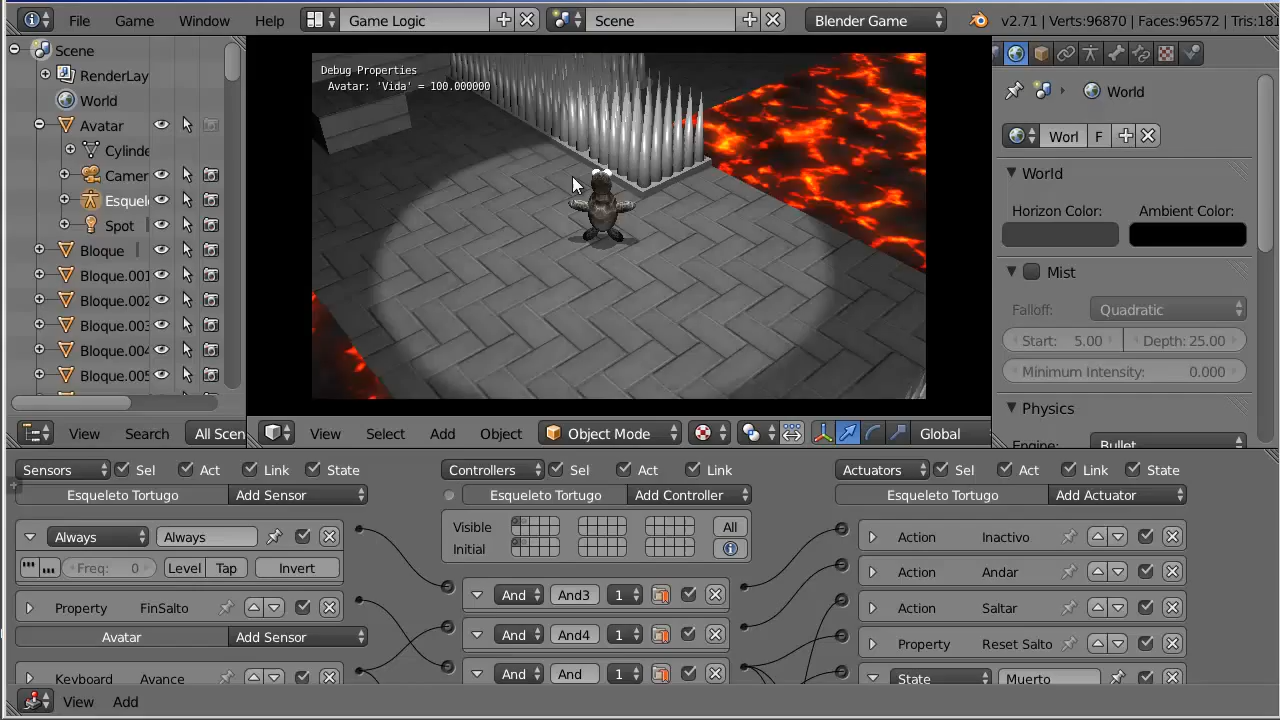 File Game Window Help Game Logic Scene Blender Game v2.71 | Verts:96870 | Faces:96572 | Tris:181
Scene
RenderLay
World
Avatar
Cylinde
Camer
Esquel
Spot
Bloque
Bloque.001
Bloque.002
Bloque.003
Bloque.004
Bloque.005
View Search All Scen
Debug Properties
Avatar: 'Vida' = 100.000000
View Select Add Object Object Mode Global
World
Worl F
World
Horizon Color: Ambient Color:
Mist
Falloff: Quadratic
Start: 5.00 Depth: 25.00
Minimum Intensity: 0.000
Physics
Engine: Bullet
Sensors Sel Act Link State
Esqueleto Tortugo Add Sensor
Always Always
Freq: 0 Level Tap Invert
Property FinSalto
Avatar Add Sensor
Keyboard Avance
Controllers Sel Act Link
Esqueleto Tortugo Add Controller
Visible All
Initial
And And3 1
And And4 1
And And 1
Actuators Sel Act Link State
Esqueleto Tortugo Add Actuator
Action Inactivo
Action Andar
Action Saltar
Property Reset Salto
State Muerto
View Add